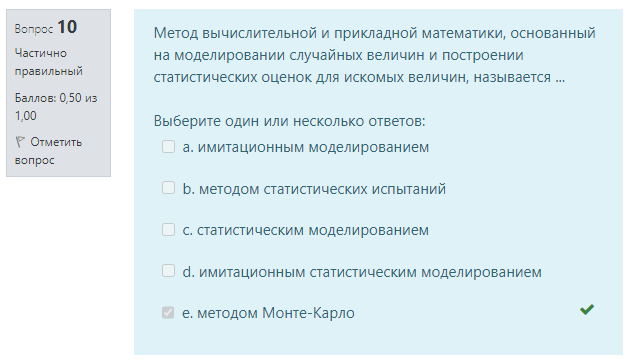 Вопрос 10
Частично
правильный
Баллов: 0,50 из
1,00
Отметить
вопрос
Метод вычислительной и прикладной математики, основанный
на моделировании случайных величин и построении
статистических оценок для искомых величин, называется ...
Выберите один или несколько ответов:
a. имитационным моделированием
b. методом статистических испытаний
c. статистическим моделированием
d. имитационным статистическим моделированием
e. методом Монте-Карло